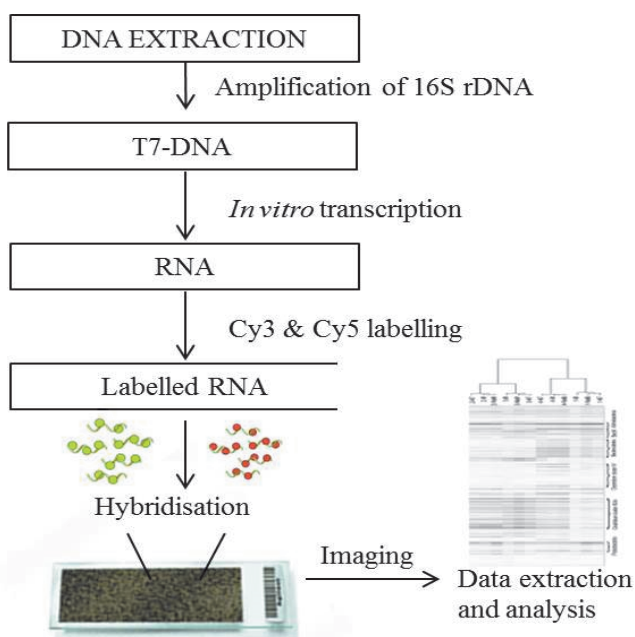 DNA EXTRACTION
Amplification of 16S rDNA
T7-DNA
In vitro transcription
RNA
Cy3 & Cy5 labelling
Labelled RNA
Hybridisation
Imaging
Data extraction
and analysis